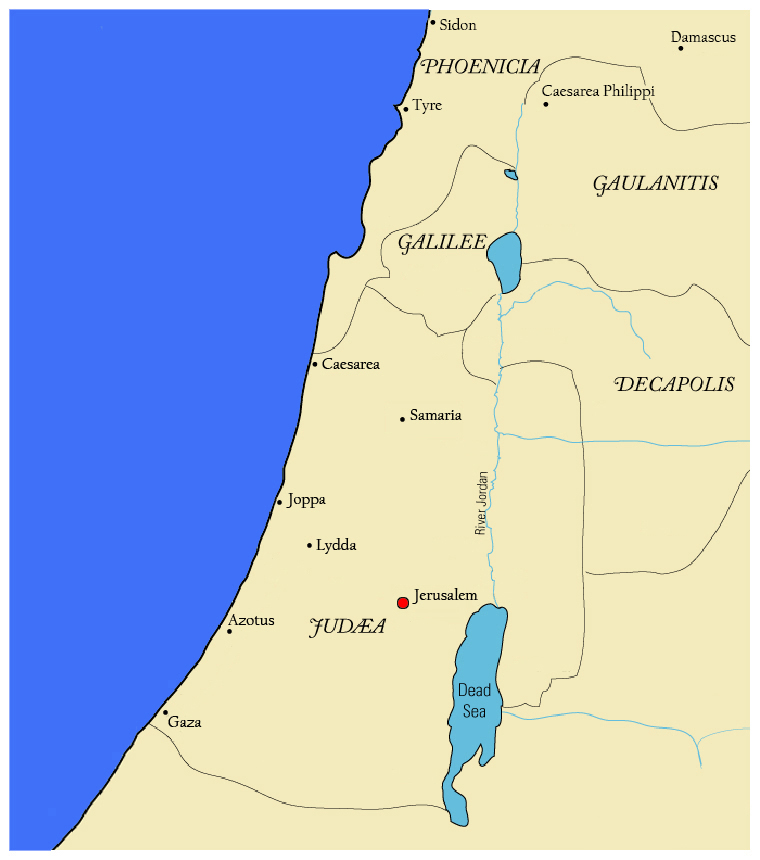 Sidon
Damascus
PHOENICIA
Caesarea Philippi
Tyre
GAULANITIS
GALILEE
Caesarea
DECAPOLIS
Samaria
River Jordan
Joppa
Lydda
Jerusalem
Azotus
JUDÆA
Dead
Sea
Gaza